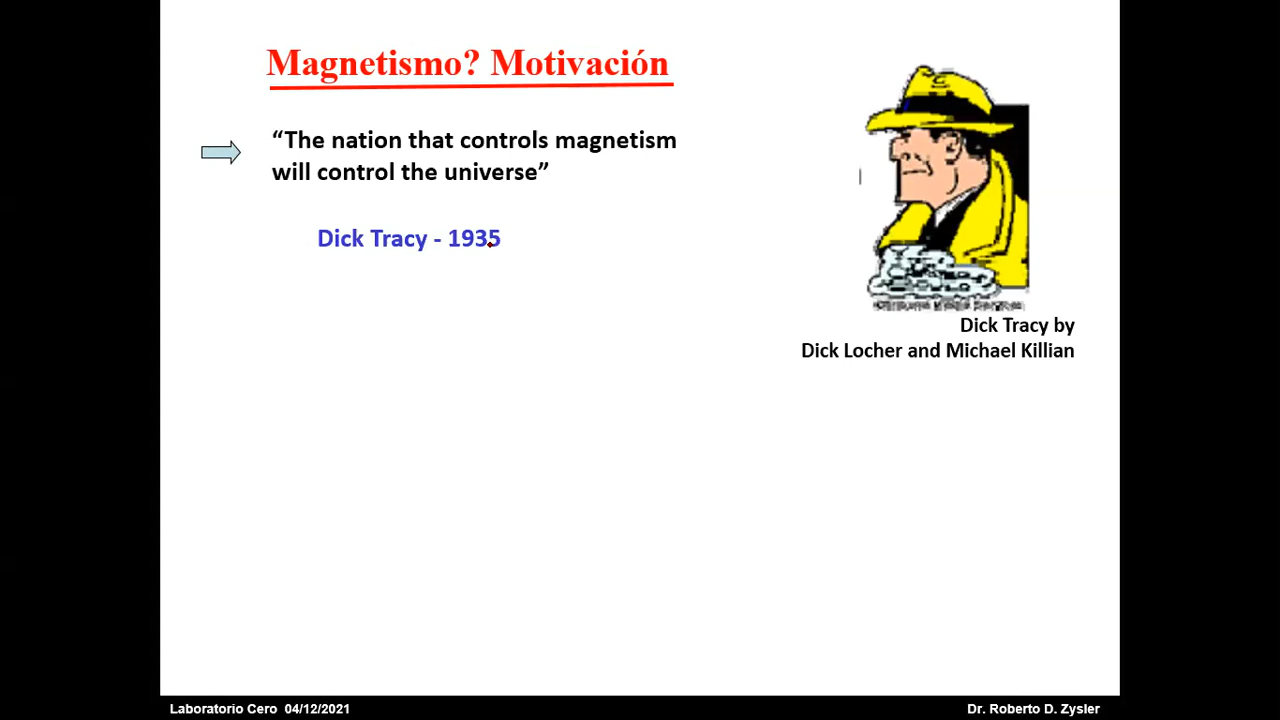 Magnetismo? Motivación
“The nation that controls magnetism
will control the universe”
Dick Tracy - 1935
Dick Tracy by
Dick Locher and Michael Killian
Laboratorio Cero 04/12/2021
Dr. Roberto D. Zysler